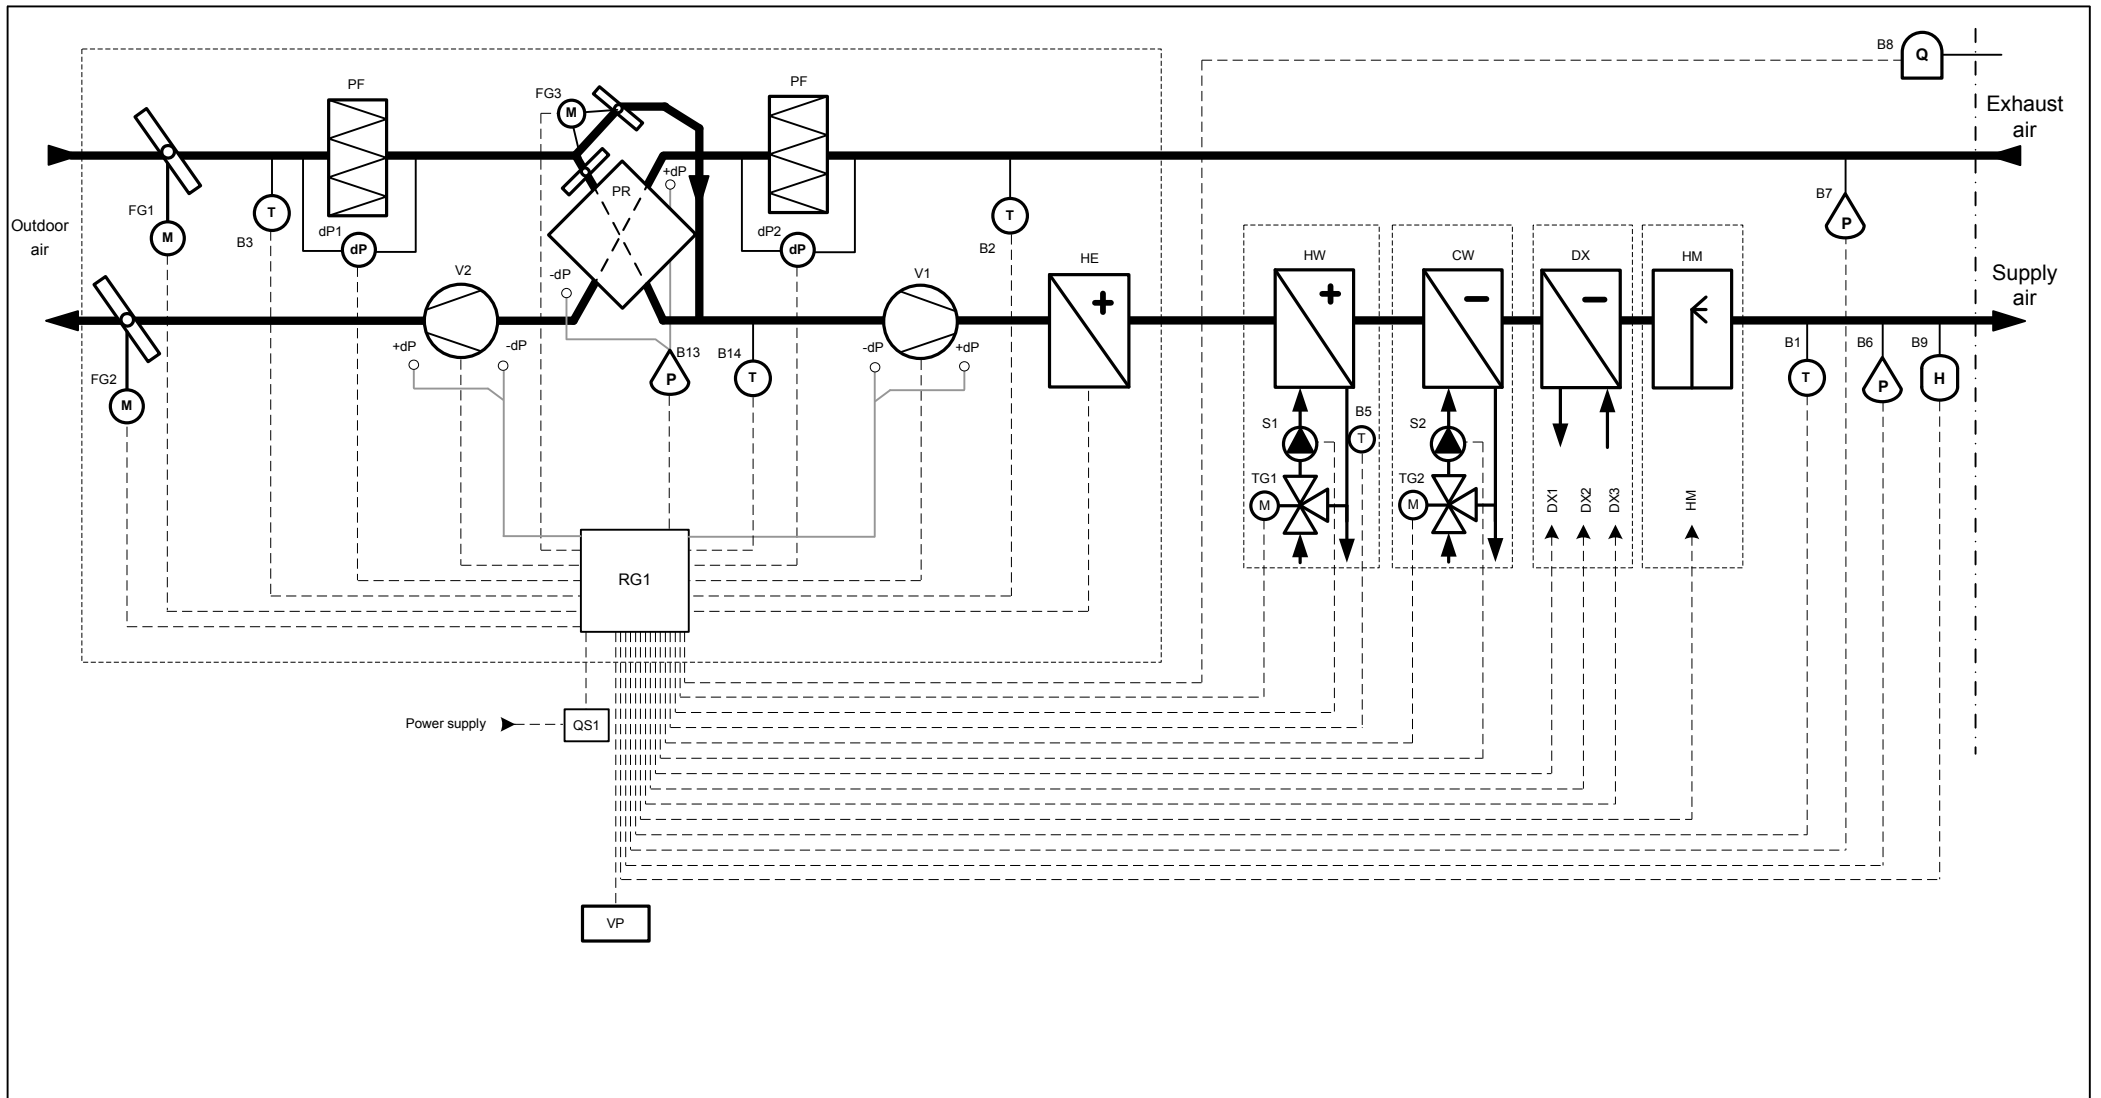 B8
Q
Exhaust
air
PF
FG3
M
PF
+dP
PR
FG1
M
B3
T
dP1
dP
dP2
dP
B2
T
B7
P
Outdoor
air
V2
-dP
V1
HE
+
HW
+
CW
−
DX
−
HM
Supply
air
+dP
-dP
B13
P
B14
T
-dP
+dP
B1
T
B6
P
B9
H
FG2
M
S1
B5
T
S2
TG1
M
TG2
M
DX1
DX2
DX3
HM
RG1
Power supply
QS1
VP